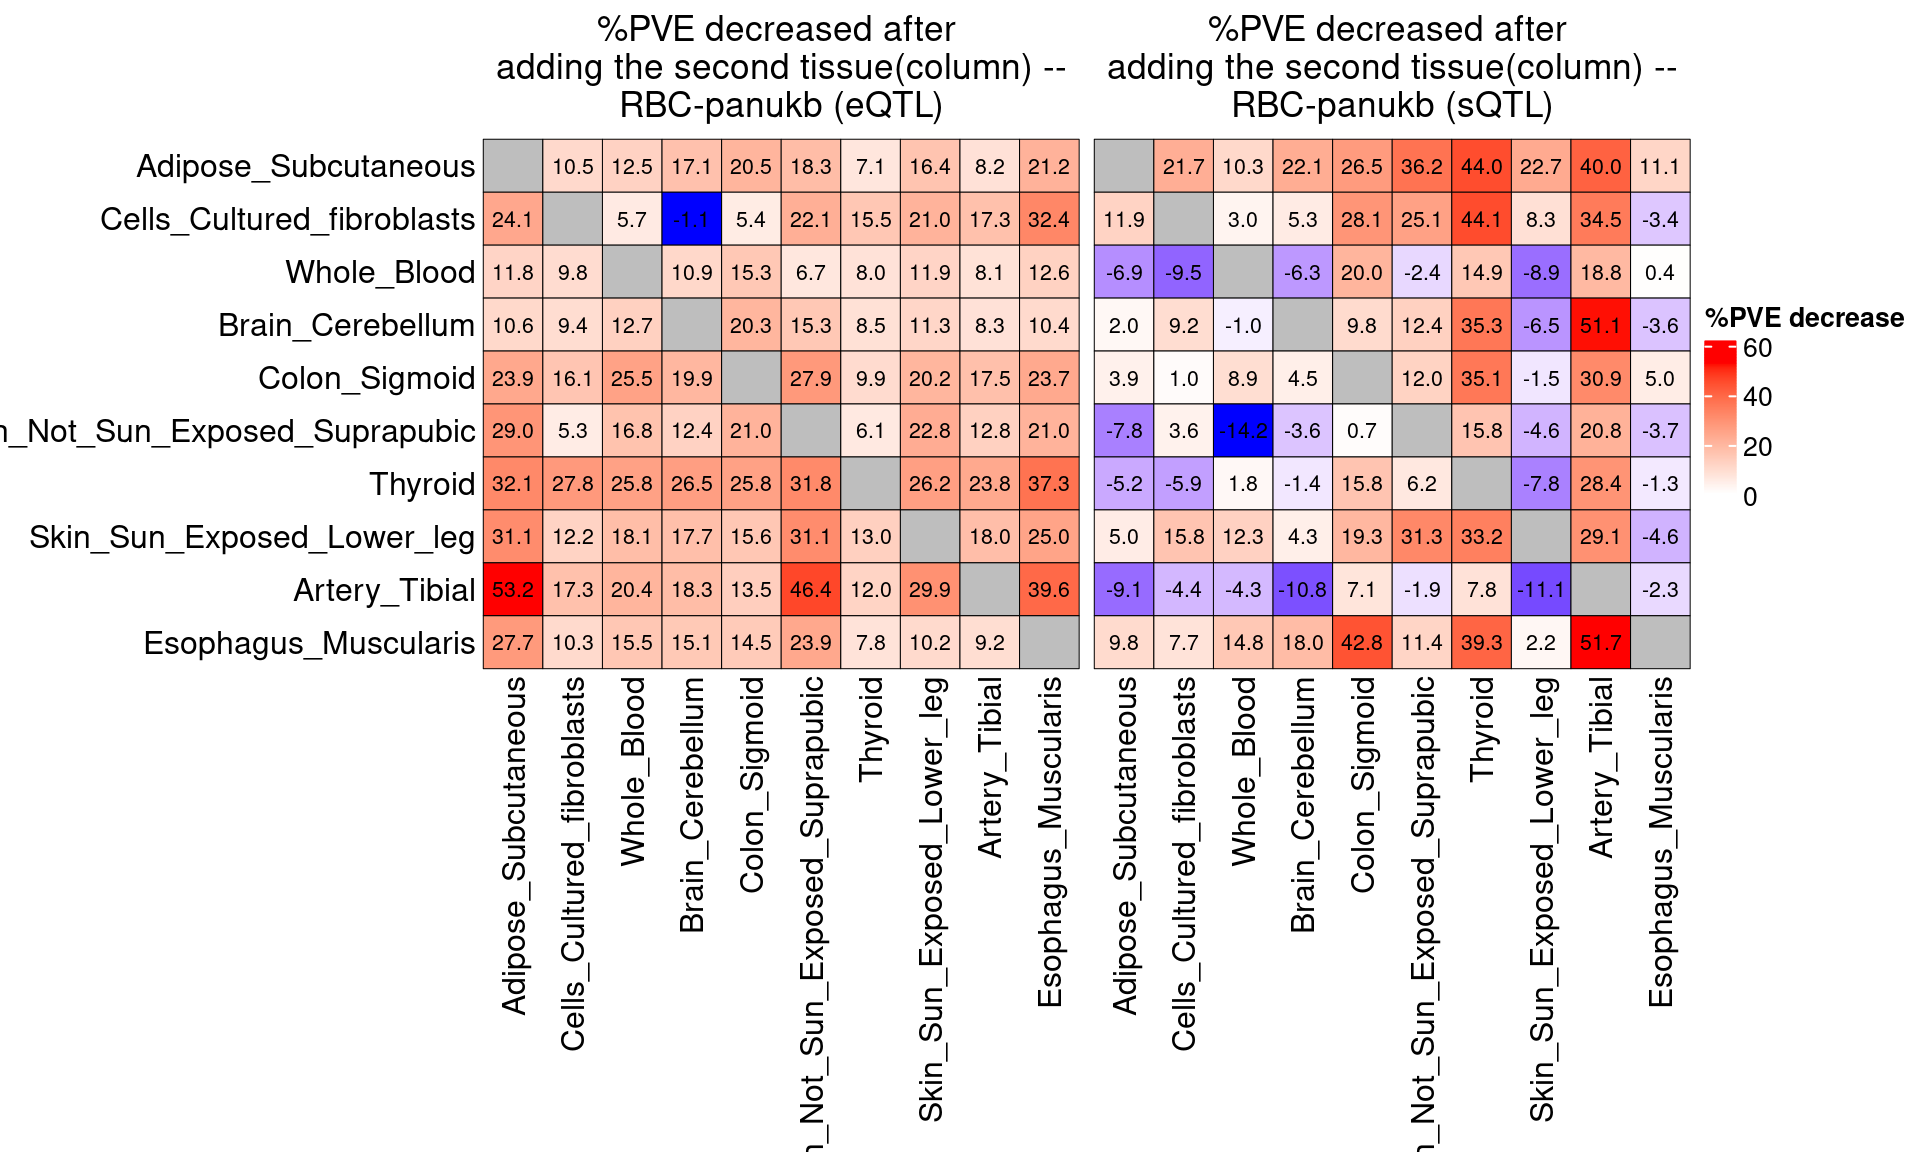 %PVE decreased after
adding the second tissue(column) --
RBC-panukb (eQTL)
%PVE decreased after
adding the second tissue(column) --
RBC-panukb (sQTL)
Adipose_Subcutaneous 10.5 12.5 17.1 20.5 18.3 7.1 16.4 8.2 21.2 21.7 10.3 22.1 26.5 36.2 44.0 22.7 40.0 11.1
Cells_Cultured_fibroblasts 24.1 5.7 -1.1 5.4 22.1 15.5 21.0 17.3 32.4 11.9 3.0 5.3 28.1 25.1 44.1 8.3 34.5 -3.4
Whole_Blood 11.8 9.8 10.9 15.3 6.7 8.0 11.9 8.1 12.6 -6.9 -9.5 -6.3 20.0 -2.4 14.9 -8.9 18.8 0.4
Brain_Cerebellum 10.6 9.4 12.7 20.3 15.3 8.5 11.3 8.3 10.4 2.0 9.2 -1.0 9.8 12.4 35.3 -6.5 51.1 -3.6
Colon_Sigmoid 23.9 16.1 25.5 19.9 27.9 9.9 20.2 17.5 23.7 3.9 1.0 8.9 4.5 12.0 35.1 -1.5 30.9 5.0
n_Not_Sun_Exposed_Suprapubic 29.0 5.3 16.8 12.4 21.0 6.1 22.8 12.8 21.0 -7.8 3.6 -14.2 -3.6 0.7 15.8 -4.6 20.8 -3.7
Thyroid 32.1 27.8 25.8 26.5 25.8 31.8 26.2 23.8 37.3 -5.2 -5.9 1.8 -1.4 15.8 6.2 -7.8 28.4 -1.3
Skin_Sun_Exposed_Lower_leg 31.1 12.2 18.1 17.7 15.6 31.1 13.0 18.0 25.0 5.0 15.8 12.3 4.3 19.3 31.3 33.2 29.1 -4.6
Artery_Tibial 53.2 17.3 20.4 18.3 13.5 46.4 12.0 29.9 39.6 -9.1 -4.4 -4.3 -10.8 7.1 -1.9 7.8 -11.1 -2.3
Esophagus_Muscularis 27.7 10.3 15.5 15.1 14.5 23.9 7.8 10.2 9.2 9.8 7.7 14.8 18.0 42.8 11.4 39.3 2.2 51.7
Adipose_Subcutaneous
Cells_Cultured_fibroblasts
Whole_Blood
Brain_Cerebellum
Colon_Sigmoid
n_Not_Sun_Exposed_Suprapubic
Thyroid
Skin_Sun_Exposed_Lower_leg
Artery_Tibial
Esophagus_Muscularis
Adipose_Subcutaneous
Cells_Cultured_fibroblasts
Whole_Blood
Brain_Cerebellum
Colon_Sigmoid
n_Not_Sun_Exposed_Suprapubic
Thyroid
Skin_Sun_Exposed_Lower_leg
Artery_Tibial
Esophagus_Muscularis
%PVE decrease
60
40
20
0